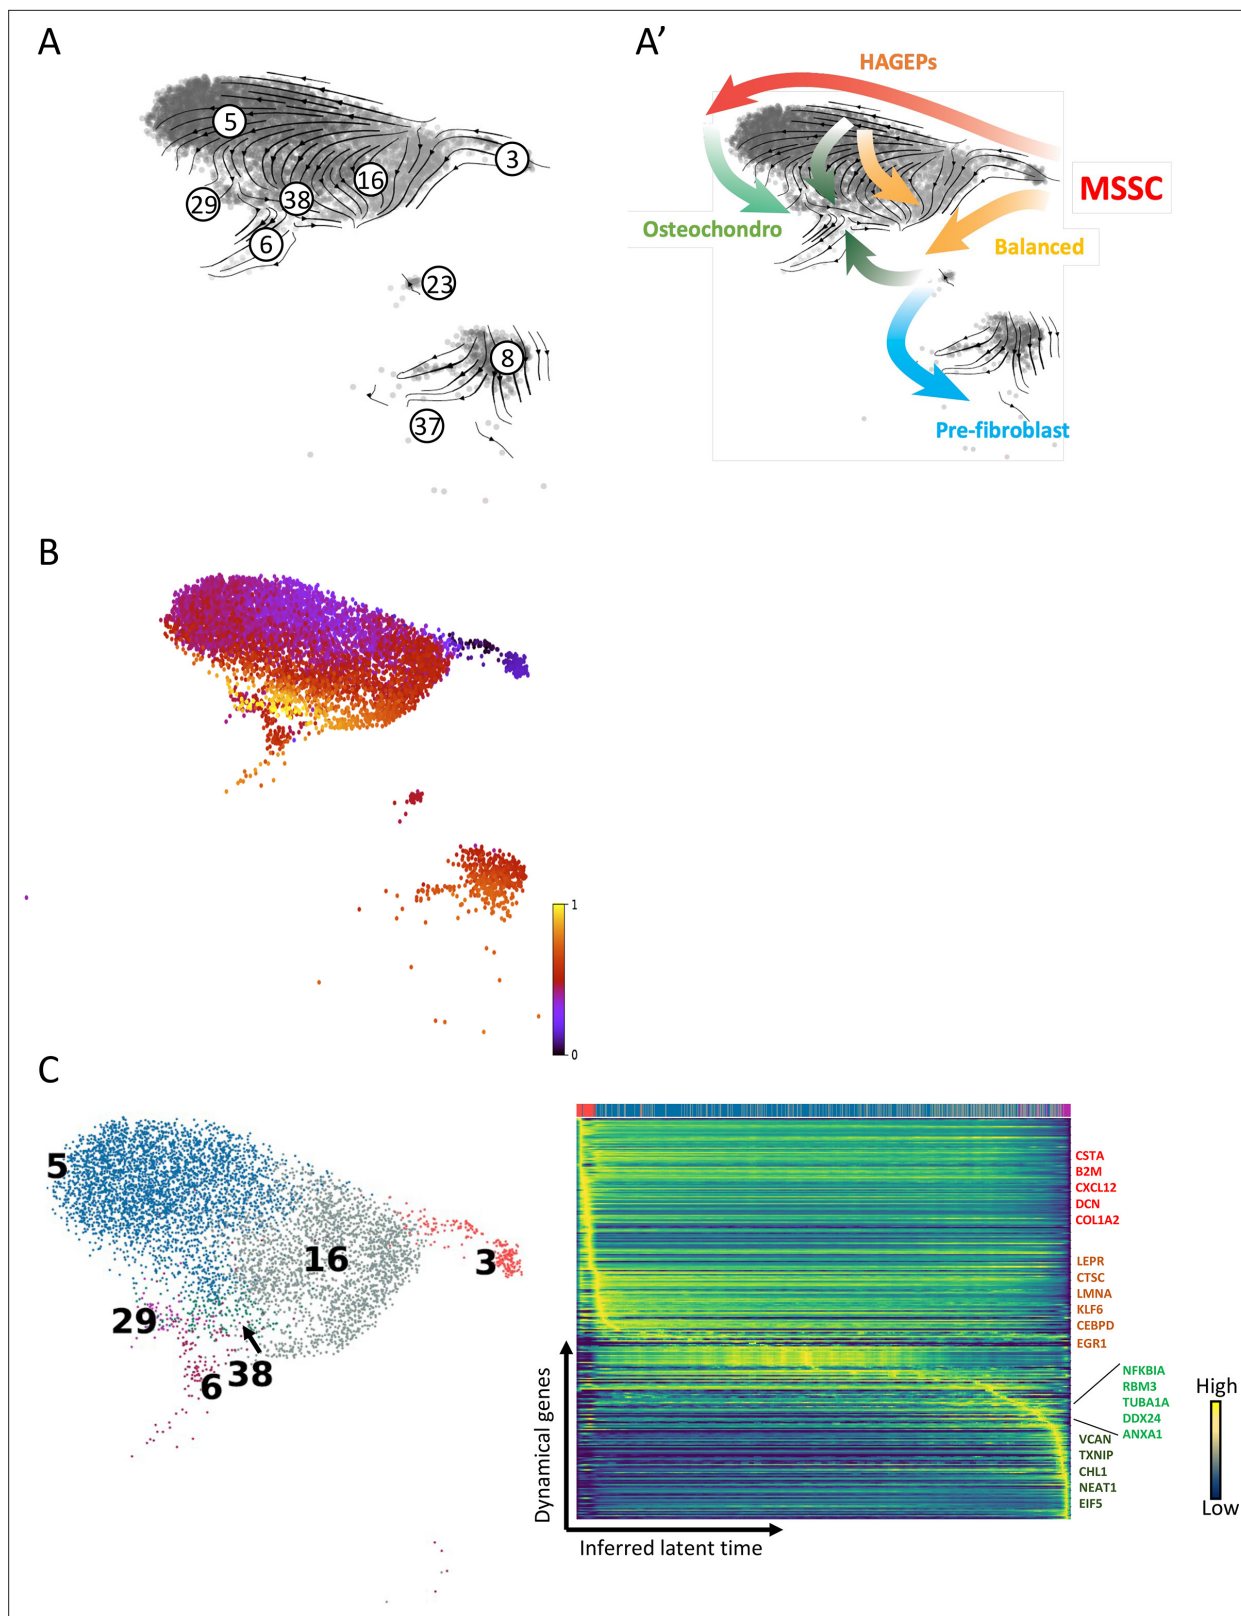 A
5
3
16
38
29
6
23
8
37
A’
HAGEPs
MSSC
Osteochondro
Balanced
Pre-fibroblast
B
1
0
C
5
16
3
29
38
6
CSTA
B2M
CXCL12
DCN
COL1A2
LEPR
CTSC
LMNA
KLF6
CEBPD
EGR1
NFKBIA
RBM3
TUBA1A
DDX24
ANXA1
VCAN
TXNIP
CHL1
NEAT1
EIF5
High
Low
Dynamical genes
Inferred latent time